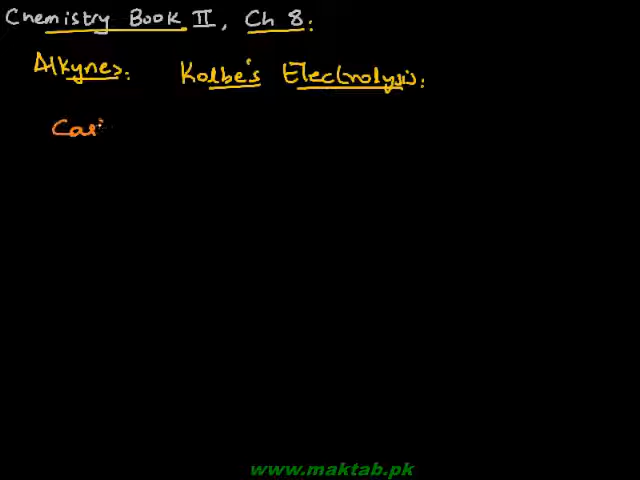 Chemistry Book II, Ch 8:
Alkynes: Kolbe's Electrolysis:
www.maktab.pk